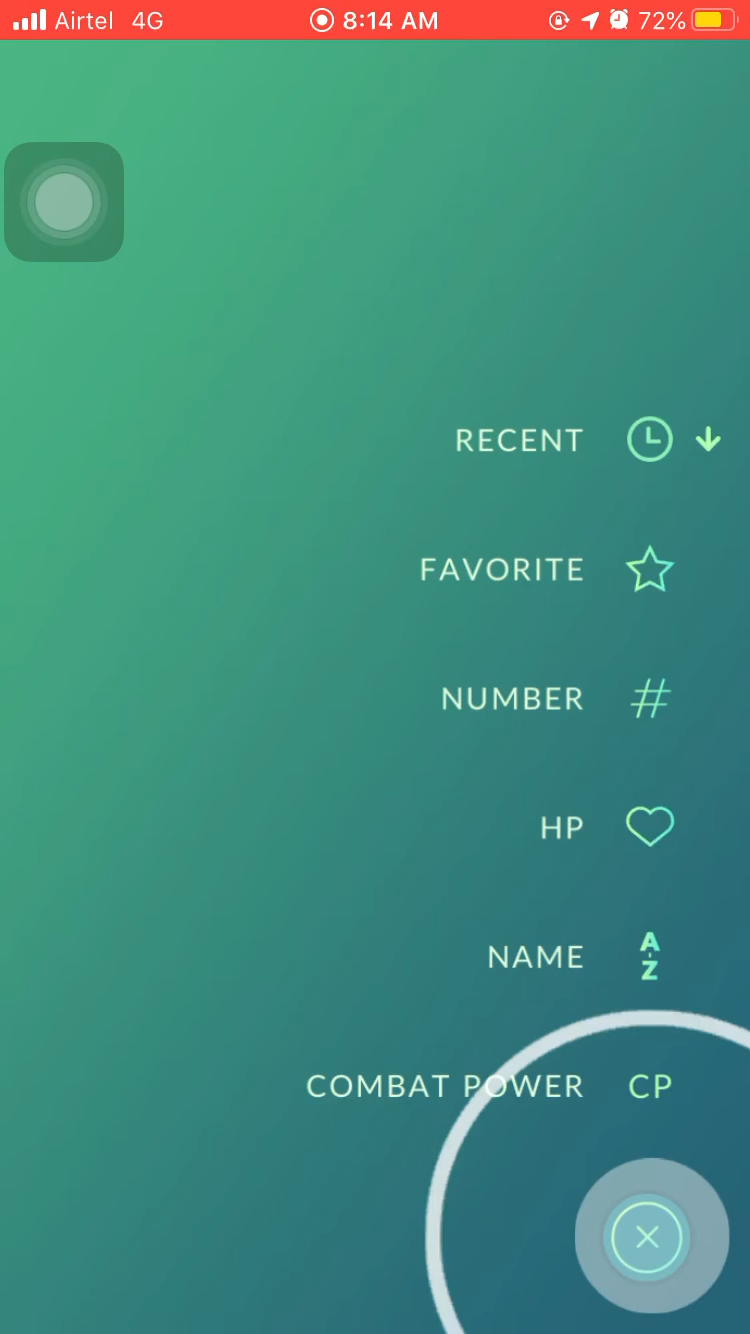 Airtel 4G 8:14 AM 72%
RECENT
FAVORITE
NUMBER #
HP
NAME A-Z
COMBAT POWER CP